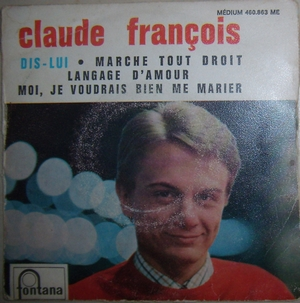 MÉDIUM 460.863 ME
claude françois
DIS-LUI • MARCHE TOUT DROIT
LANGAGE D'AMOUR
MOI, JE VOUDRAIS BIEN ME MARIER
fontana